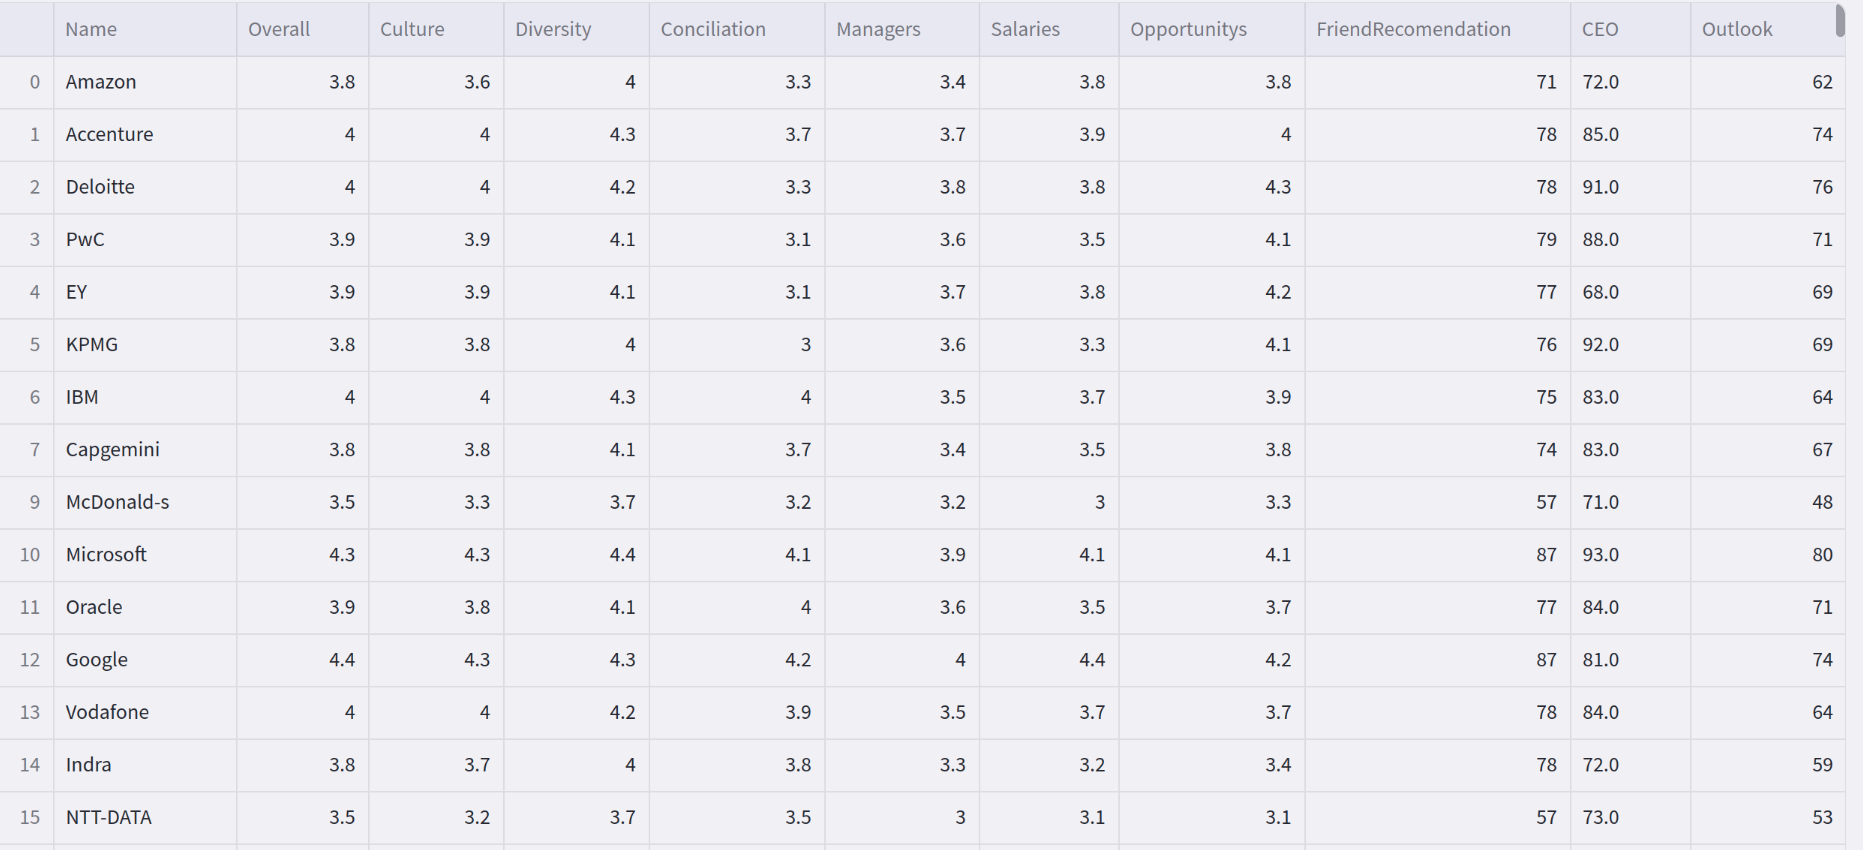 Name Overall Culture Diversity Conciliation Managers Salaries Opportunitys FriendRecomendation CEO Outlook
0 Amazon 3.8 3.6 4 3.3 3.4 3.8 3.8 71 72.0 62
1 Accenture 4 4 4.3 3.7 3.7 3.9 4 78 85.0 74
2 Deloitte 4 4 4.2 3.3 3.8 3.8 4.3 78 91.0 76
3 PwC 3.9 3.9 4.1 3.1 3.6 3.5 4.1 79 88.0 71
4 EY 3.9 3.9 4.1 3.1 3.7 3.8 4.2 77 68.0 69
5 KPMG 3.8 3.8 4 3 3.6 3.3 4.1 76 92.0 69
6 IBM 4 4 4.3 4 3.5 3.7 3.9 75 83.0 64
7 Capgemini 3.8 3.8 4.1 3.7 3.4 3.5 3.8 74 83.0 67
9 McDonald-s 3.5 3.3 3.7 3.2 3.2 3 3.3 57 71.0 48
10 Microsoft 4.3 4.3 4.4 4.1 3.9 4.1 4.1 87 93.0 80
11 Oracle 3.9 3.8 4.1 4 3.6 3.5 3.7 77 84.0 71
12 Google 4.4 4.3 4.3 4.2 4 4.4 4.2 87 81.0 74
13 Vodafone 4 4 4.2 3.9 3.5 3.7 3.7 78 84.0 64
14 Indra 3.8 3.7 4 3.8 3.3 3.2 3.4 78 72.0 59
15 NTT-DATA 3.5 3.2 3.7 3.5 3 3.1 3.1 57 73.0 53